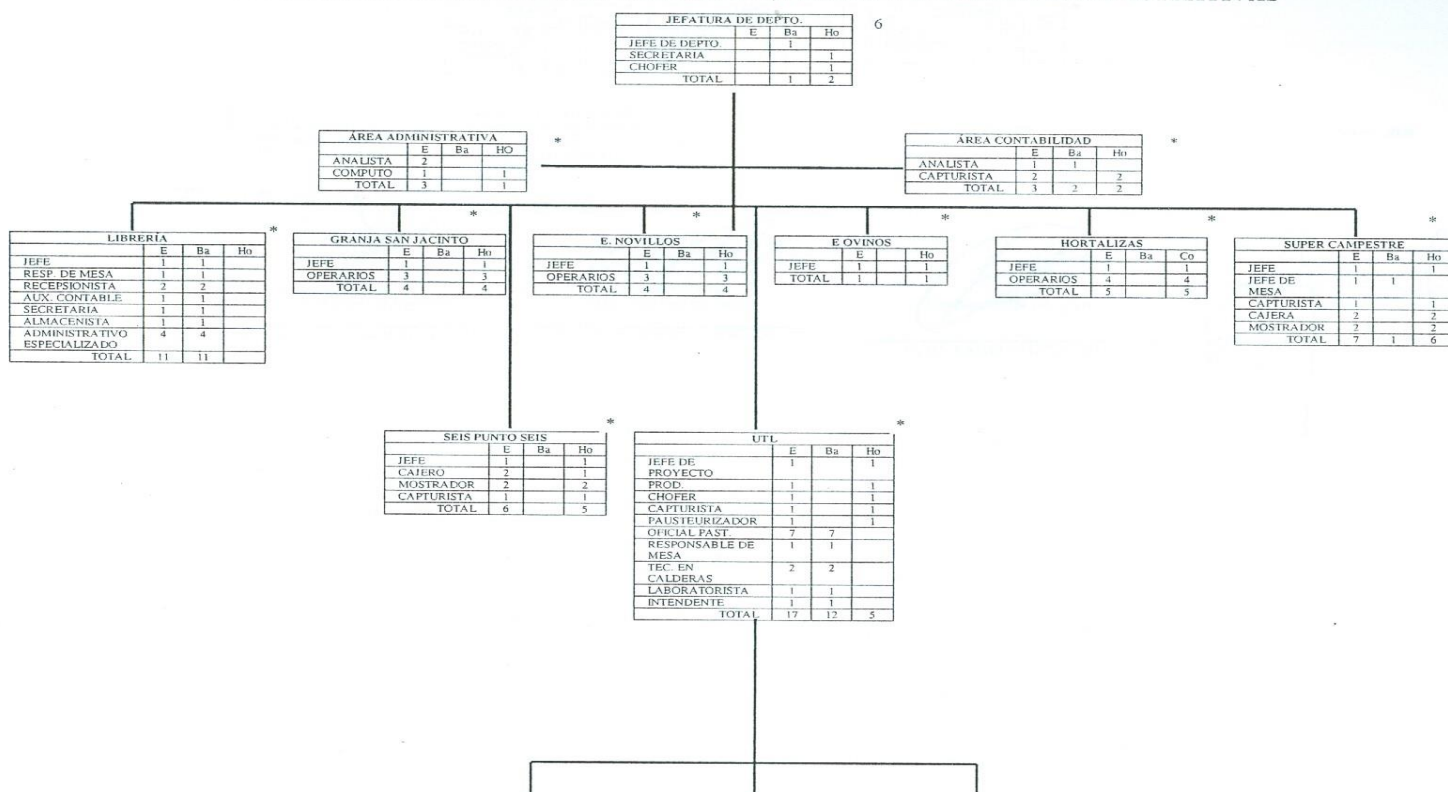 JEFATURA DE DEPTO.
E Ba Ho
JEFE DE DEPTO. 1
SECRETARIA 1
CHOFER 1
TOTAL 1 2
6
ÁREA ADMINISTRATIVA
E Ba HO
ANALISTA 2
COMPUTO 1 1
TOTAL 3 1
*
ÁREA CONTABILIDAD
E Ba Ho
ANALISTA 1 1
CAPTURISTA 2 2
TOTAL 3 2 2
*
LIBRERÍA
E Ba Ho
JEFE 1 1
RESP. DE MESA 1 1
RECEPSIONISTA 2 2
AUX. CONTABLE 1 1
SECRETARIA 1 1
ALMACENISTA 1 1
ADMINISTRATIVO 4 4
ESPECIALIZADO
TOTAL 11 11
*
GRANJA SAN JACINTO
E Ba Ho
JEFE 1 1
OPERARIOS 3 3
TOTAL 4 4
*
E. NOVILLOS
E Ba Ho
JEFE 1 1
OPERARIOS 3 3
TOTAL 4 4
*
E OVINOS
E Ho
JEFE 1 1
TOTAL 1 1
*
HORTALIZAS
E Ba Co
JEFE 1 1
OPERARIOS 4 4
TOTAL 5 5
*
SUPER CAMPESTRE
E Ba Ho
JEFE 1 1
JEFE DE 1 1
MESA
CAPTURISTA 1 1
CAJERA 2 2
MOSTRADOR 2 2
TOTAL 7 1 6
*
SEIS PUNTO SEIS
E Ba Ho
JEFE 1 1
CAJERO 2 1
MOSTRADOR 2 2
CAPTURISTA 1 1
TOTAL 6 5
*
UTL
E Ba Ho
JEFE DE 1 1
PROYECTO
PROD. 1 1
CHOFER 1 1
CAPTURISTA 1 1
PAUSTEURIZADOR 1 1
OFICIAL PAST. 7 7
RESPONSABLE DE 1 1
MESA
TEC. EN 2 2
CALDERAS
LABORATORISTA 1 1
INTENDENTE 1 1
TOTAL 17 12 5
*